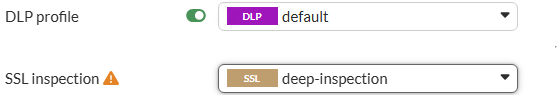 DLP profile DLP default
SSL inspection SSL deep-inspection